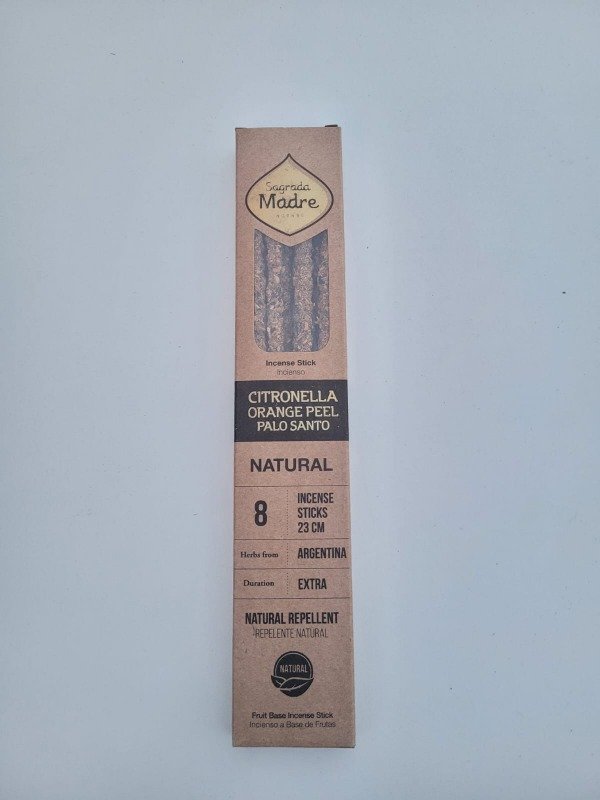 Sagrada
Madre
Incense Stick
Incienso
CITRONELLA
ORANGE PEEL
PALO SANTO
NATURAL
8
INCENSE
STICKS
23 CM
Herbs from
ARGENTINA
Duration
EXTRA
NATURAL REPELLENT
REPELENTE NATURAL
NATURAL
Fruit Base Incense Stick
Incienso a Base de Frutas